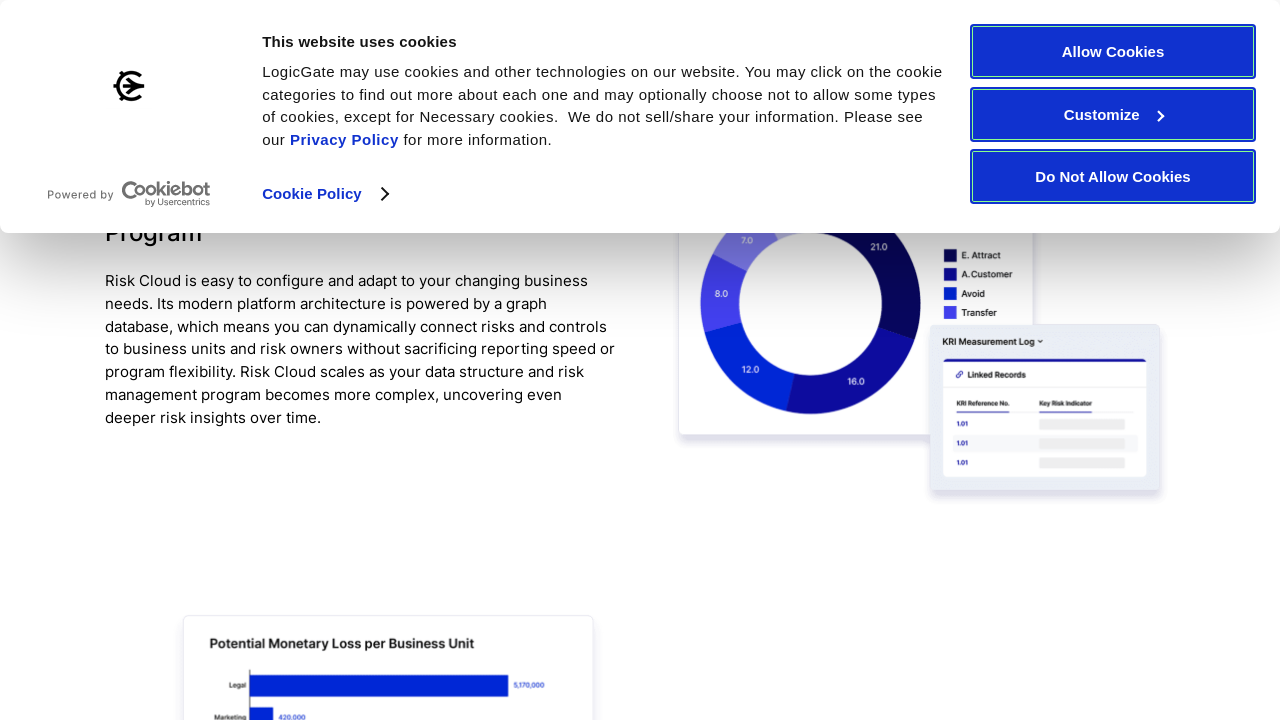 This website uses cookies
LogicGate may use cookies and other technologies on our website. You may click on the cookie
categories to find out more about each one and may optionally choose not to allow some types
of cookies, except for Necessary cookies.  We do not sell/share your information. Please see
our Privacy Policy for more information.
Cookie Policy
Powered by Cookiebot
by Usercentrics
Allow Cookies
Customize
Do Not Allow Cookies
Program
Risk Cloud is easy to configure and adapt to your changing business
needs. Its modern platform architecture is powered by a graph
database, which means you can dynamically connect risks and controls
to business units and risk owners without sacrificing reporting speed or
program flexibility. Risk Cloud scales as your data structure and risk
management program becomes more complex, uncovering even
deeper risk insights over time.
7.0
21.0
8.0
12.0
16.0
E. Attract
A. Customer
Avoid
Transfer
KRI Measurement Log
Linked Records
KRI Reference No. Key Risk Indicator
1.01
1.01
1.01
Potential Monetary Loss per Business Unit
Legal 5,170,000
Marketing 420,000